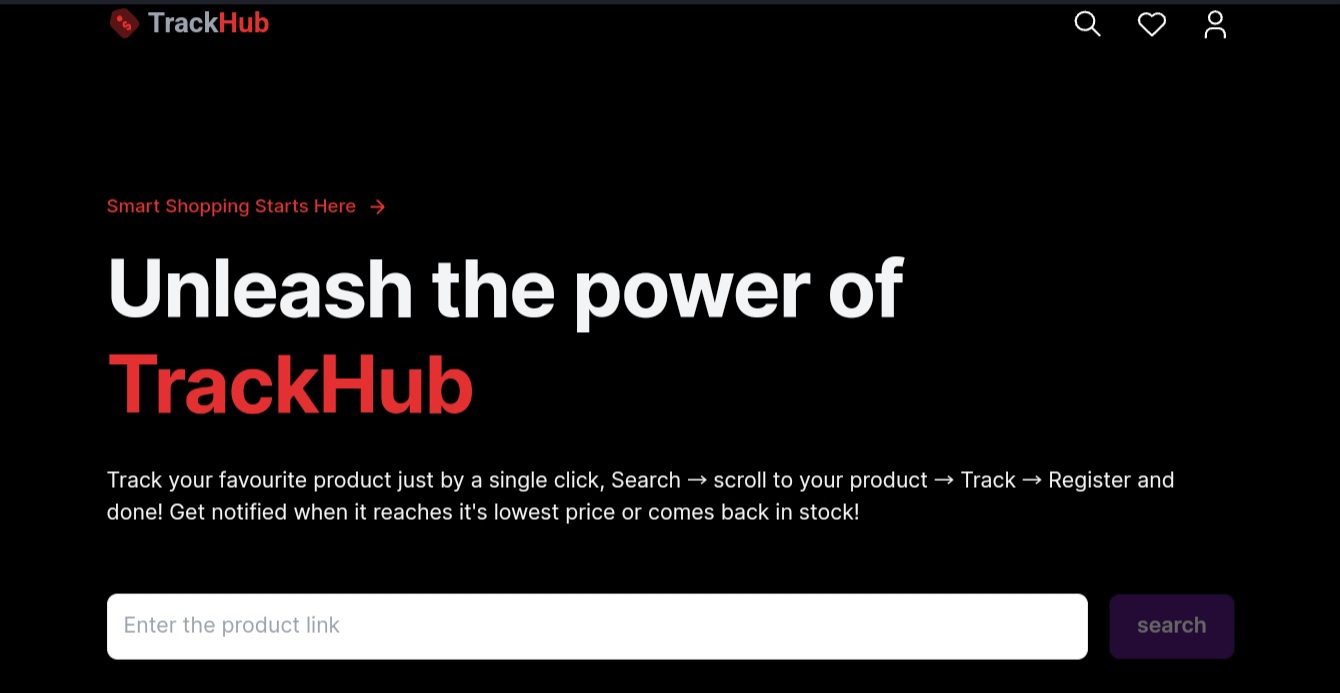 TrackHub
Smart Shopping Starts Here →
Unleash the power of
TrackHub
Track your favourite product just by a single click, Search → scroll to your product → Track → Register and
done! Get notified when it reaches it's lowest price or comes back in stock!
Enter the product link
search